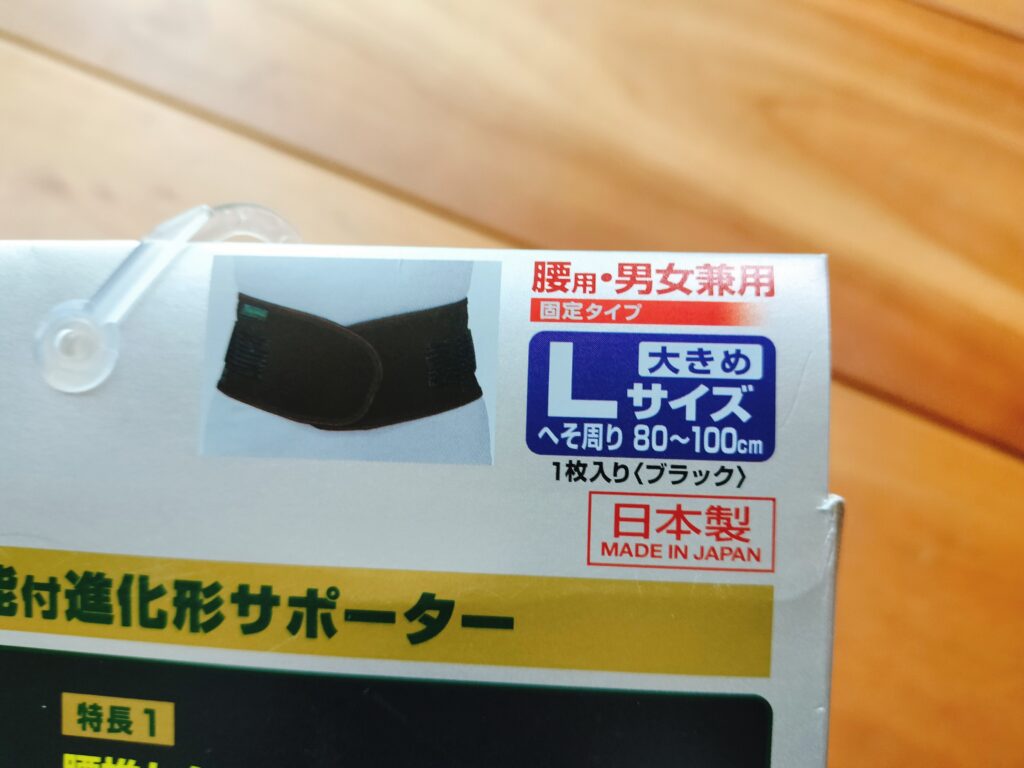 腰用・男女兼用
固定タイプ
L 大きめ
サイズ
へそ周り 80～100cm
1枚入り〈ブラック〉
日本製
MADE IN JAPAN
付進化形サポーター
特長1